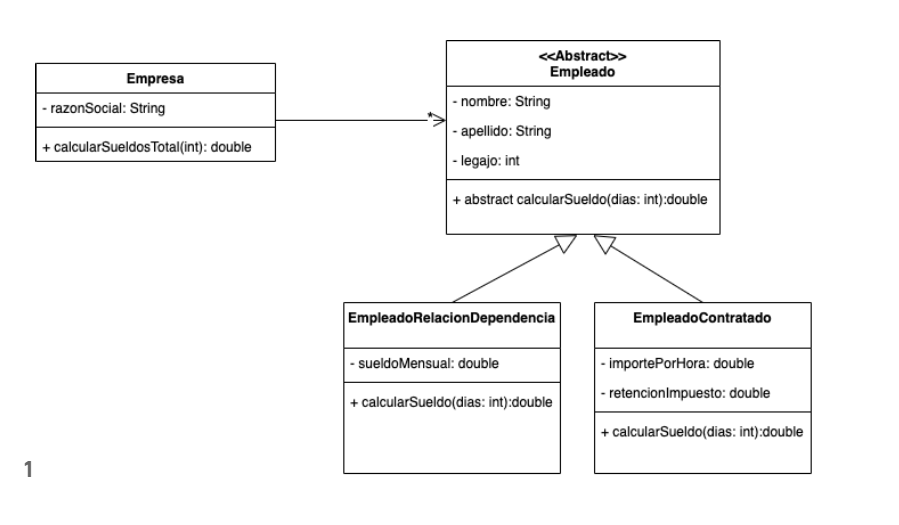 Empresa
- razonSocial: String
+ calcularSueldosTotal(int): double
*
<<Abstract>>
Empleado
- nombre: String
- apellido: String
- legajo: int
+ abstract calcularSueldo(dias: int):double
EmpleadoRelacionDependencia
- sueldoMensual: double
+ calcularSueldo(dias: int):double
EmpleadoContratado
- importePorHora: double
- retencionImpuesto: double
+ calcularSueldo(dias: int):double
1